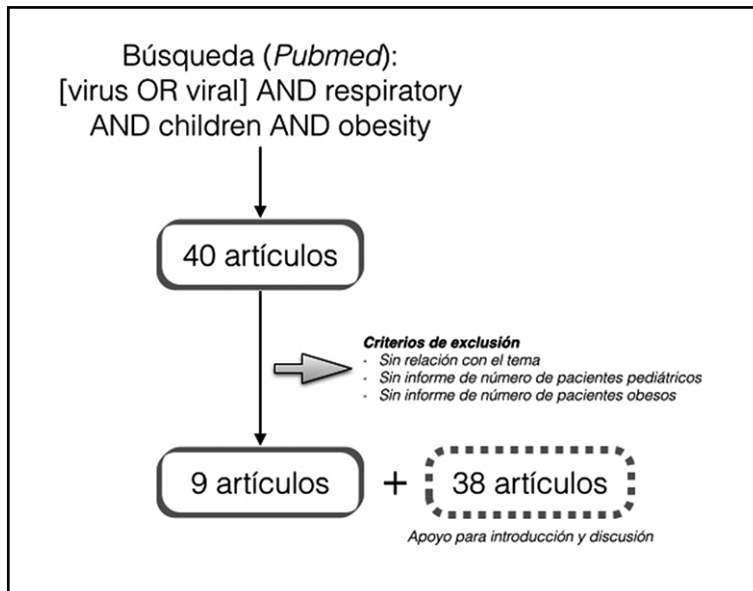 Búsqueda (Pubmed):
[virus OR viral] AND respiratory
AND children AND obesity
40 artículos
Criterios de exclusión
- Sin relación con el tema
- Sin informe de número de pacientes pediátricos
- Sin informe de número de pacientes obesos
9 artículos + 38 artículos
Apoyo para introducción y discusión